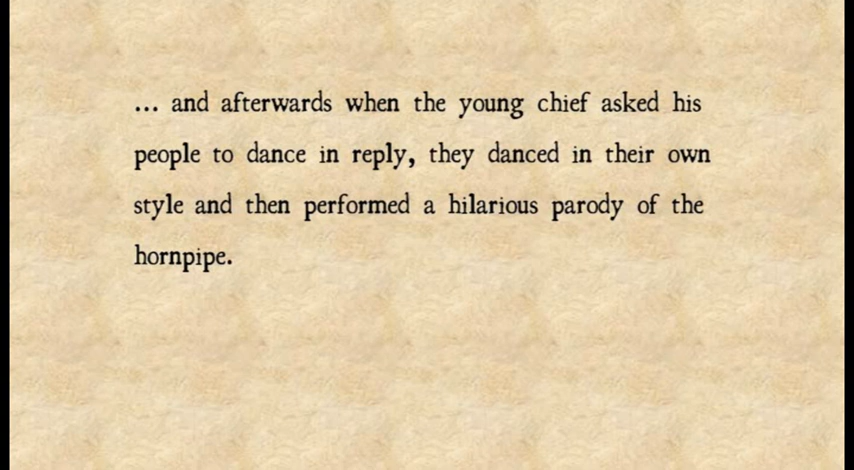 ... and afterwards when the young chief asked his
people to dance in reply, they danced in their own
style and then performed a hilarious parody of the
hornpipe.